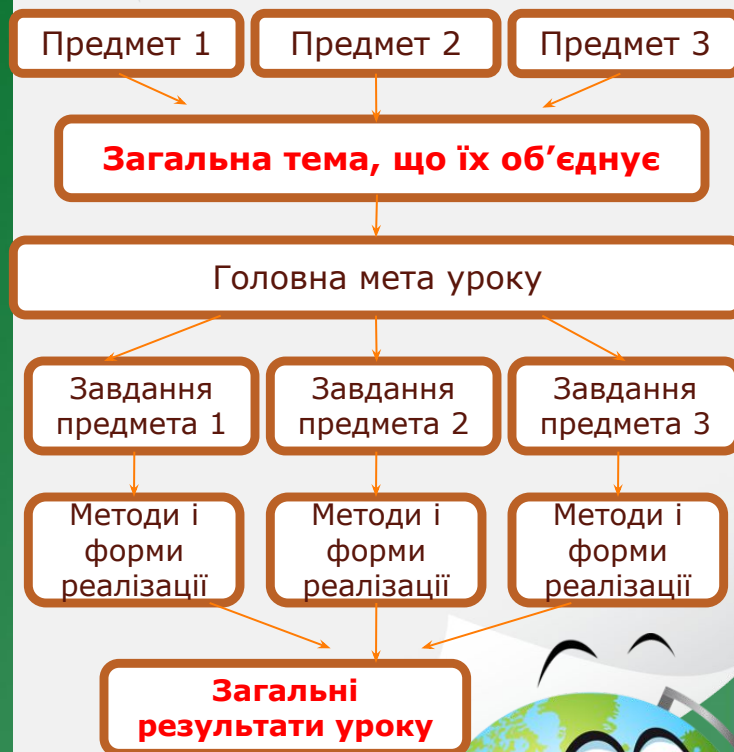 Предмет 1
Предмет 2
Предмет 3
Загальна тема, що їх об’єднує
Головна мета уроку
Завдання
предмета 1
Завдання
предмета 2
Завдання
предмета 3
Методи і
форми
реалізації
Методи і
форми
реалізації
Методи і
форми
реалізації
Загальні
результати уроку